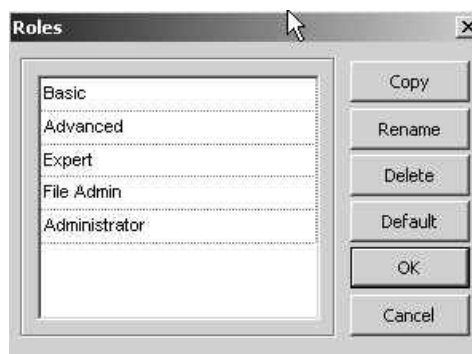 Roles
Basic
Advanced
Expert
File Admin
Administrator
Copy
Rename
Delete
Default
OK
Cancel